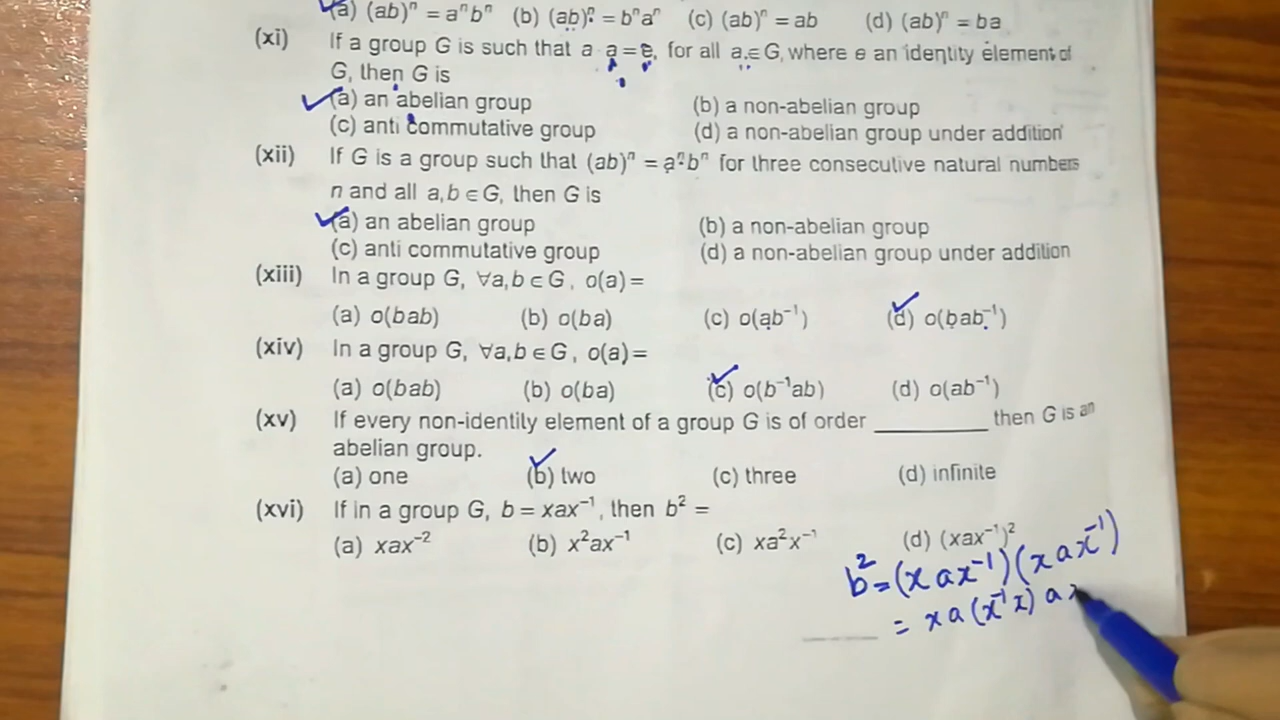 (a) (ab)ⁿ = aⁿbⁿ (b) (ab)ⁿ = bⁿaⁿ (c) (ab)ⁿ = ab (d) (ab)ⁿ = ba
(xi) If a group G is such that a a = e, for all a ∈ G, where e an identity element of
G, then G is
(a) an abelian group (b) a non-abelian group
(c) anti commutative group (d) a non-abelian group under addition
(xii) If G is a group such that (ab)ⁿ = aⁿbⁿ for three consecutive natural numbers
n and all a,b ∈ G, then G is
(a) an abelian group (b) a non-abelian group
(c) anti commutative group (d) a non-abelian group under addition
(xiii) In a group G, ∀a,b ∈ G, o(a) =
(a) o(bab) (b) o(ba) (c) o(ab⁻¹) (d) o(bab⁻¹)
(xiv) In a group G, ∀a,b ∈ G, o(a) =
(a) o(bab) (b) o(ba) (c) o(b⁻¹ab) (d) o(ab⁻¹)
(xv) If every non-identity element of a group G is of order ________ then G is an
abelian group.
(a) one (b) two (c) three (d) infinite
(xvi) If in a group G, b = xax⁻¹, then b² =
(a) xax⁻² (b) x²ax⁻¹ (c) xa²x⁻¹ (d) (xax⁻¹)²
b² = (x a x⁻¹)(x a x⁻¹)
= x a (x⁻¹x) a x